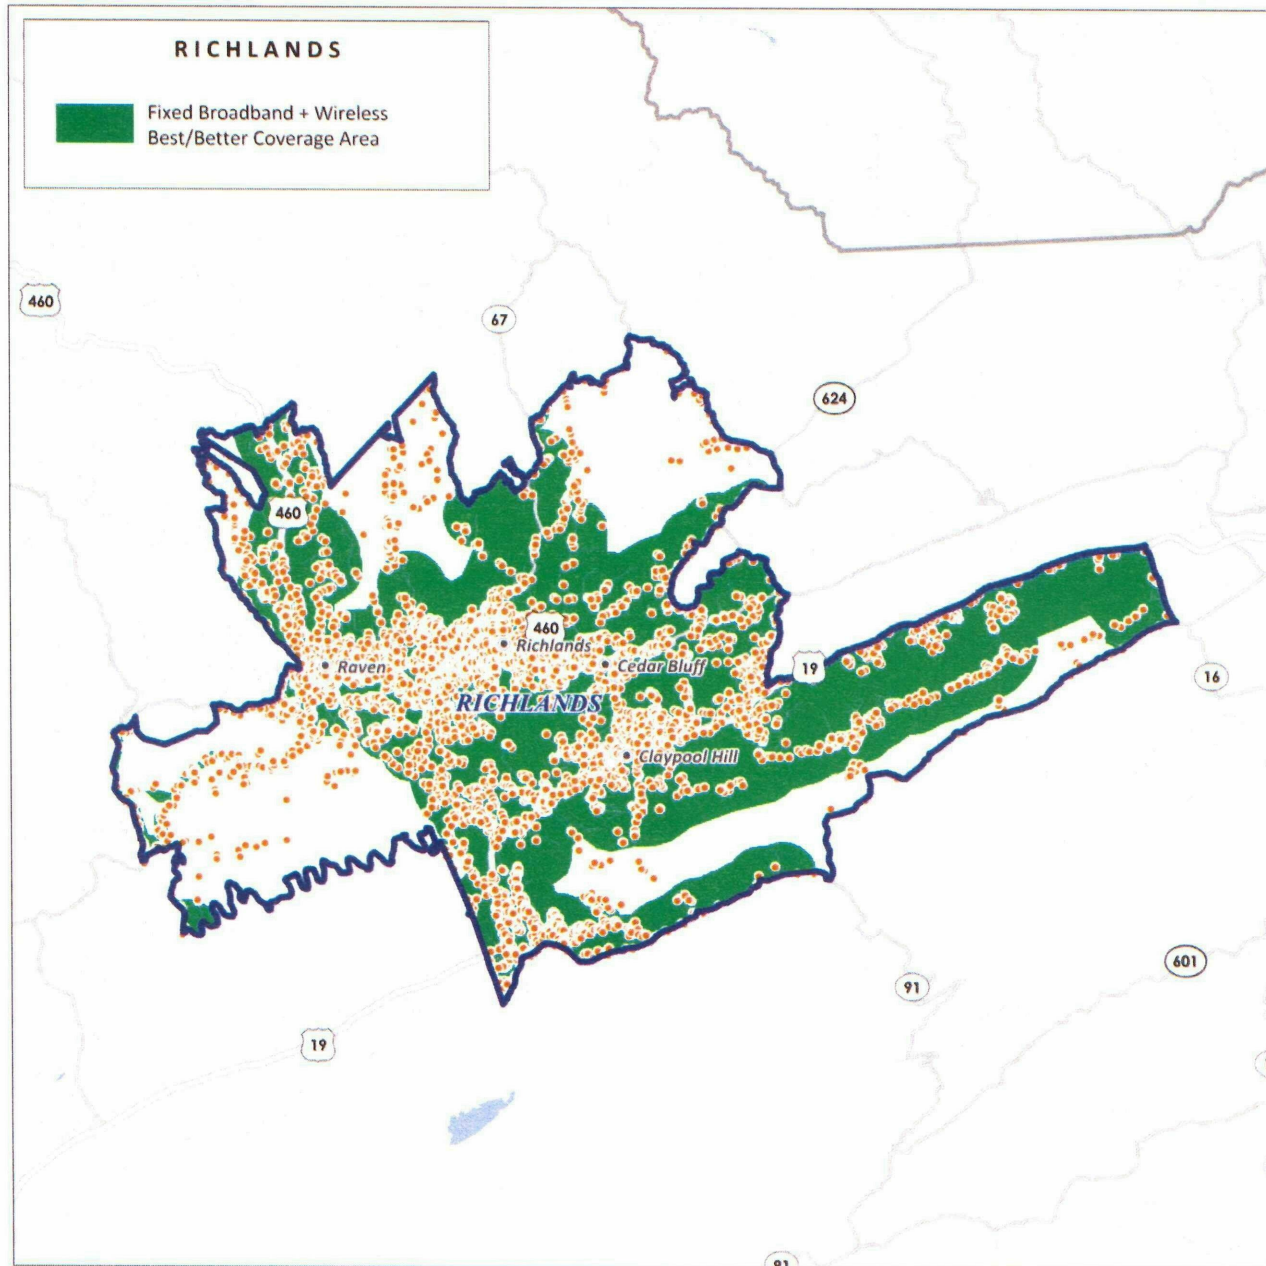 RICHLANDS
Fixed Broadband + Wireless
Best/Better Coverage Area
460
67
624
460
460
Richlands
Raven
Cedar Bluff
19
16
RICHLANDS
Claypool Hill
601
91
19
91